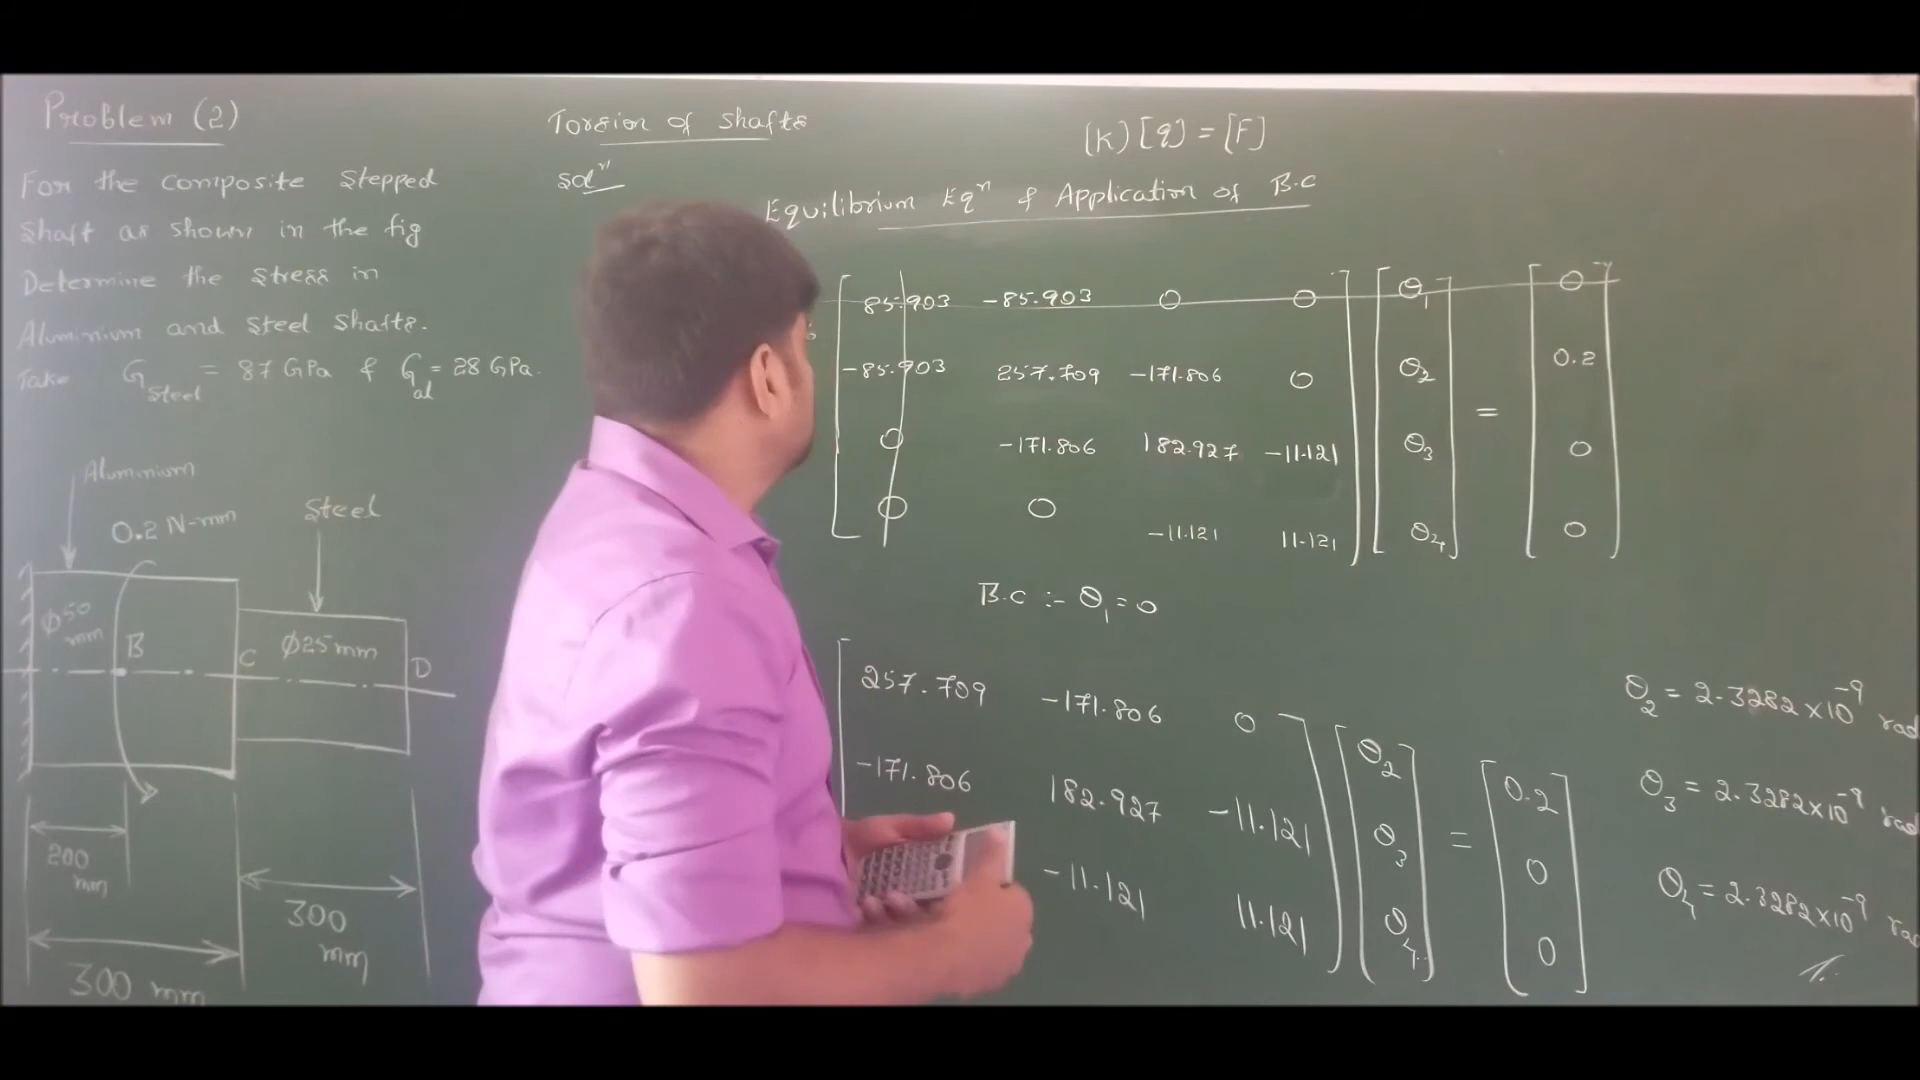 Problem (2)
For the composite stepped
shaft as shown in the fig
Determine the stress in
Aluminium and steel shafts.
Take G steel = 87 GPa & G al = 28 GPa.
Aluminium
0.2 N-mm
Steel
ϕ50 mm
B
C
ϕ25mm
D
200 mm
300 mm
300 mm
Torsion of shafts
solⁿ
[K][q] = [F]
Equilibrium Eqⁿ & Application of B.C
85.903 -85.903 0 0 θ₁ 0
-85.903 257.709 -171.806 0 θ₂ 0.2
=
0 -171.806 182.927 -11.121 θ₃ 0
0 0 -11.121 11.121 θ₄ 0
B.C :- θ₁ = 0
257.709 -171.806 0 θ₂ 0.2
-171.806 182.927 -11.121 θ₃ = 0
-11.121 11.121 θ₄ 0
θ₂ = 2.3282×10⁻⁹ rad
θ₃ = 2.3282×10⁻⁹ rad
θ₄ = 2.3282×10⁻⁹ rad